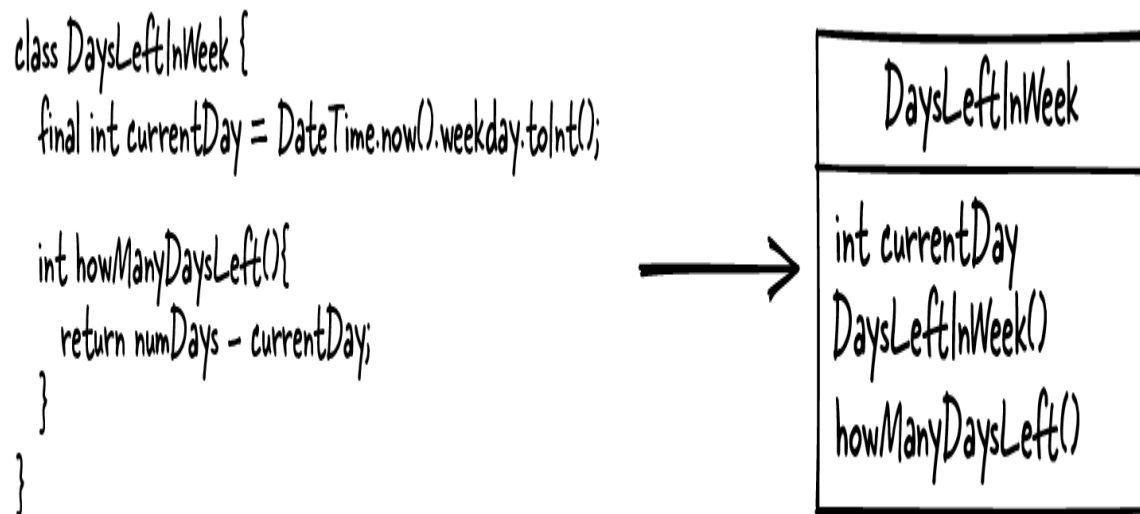 class DaysLeftInWeek {
final int currentDay = DateTime.now().weekday.toInt();
int howManyDaysLeft(){
return numDays - currentDay;
}
}
DaysLeftInWeek
int currentDay
DaysLeftInWeek()
howManyDaysLeft()